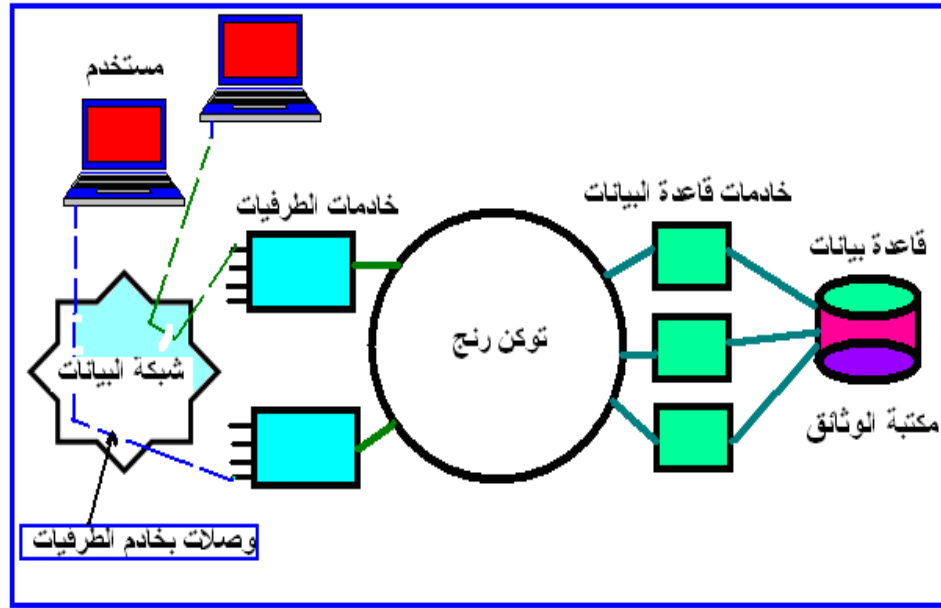 مستخدم
خادمات الطرفيات
خادمات قاعدة البيانات
قاعدة بيانات
توكن رنج
شبكة البيانات
مكتبة الوثائق
وصلات بخادم الطرفيات